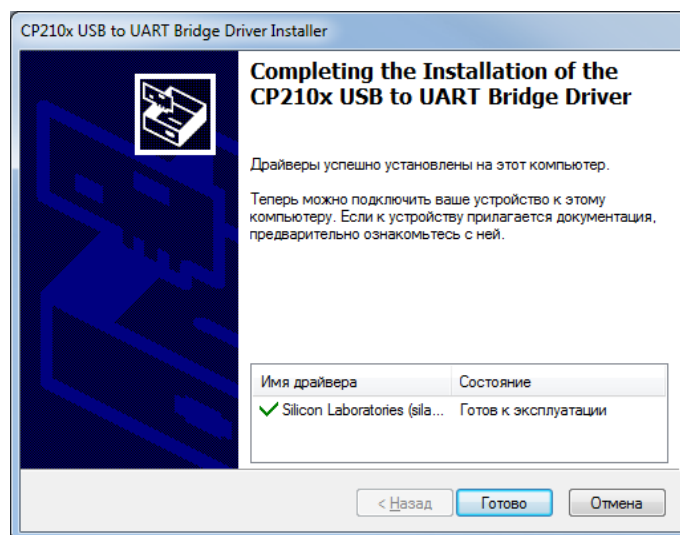 CP210x USB to UART Bridge Driver Installer
Completing the Installation of the
CP210x USB to UART Bridge Driver
Драйверы успешно установлены на этот компьютер.
Теперь можно подключить ваше устройство к этому
компьютеру. Если к устройству прилагается документация,
предварительно ознакомьтесь с ней.
Имя драйвера Состояние
Silicon Laboratories (sila... Готов к эксплуатации
< Назад Готово Отмена